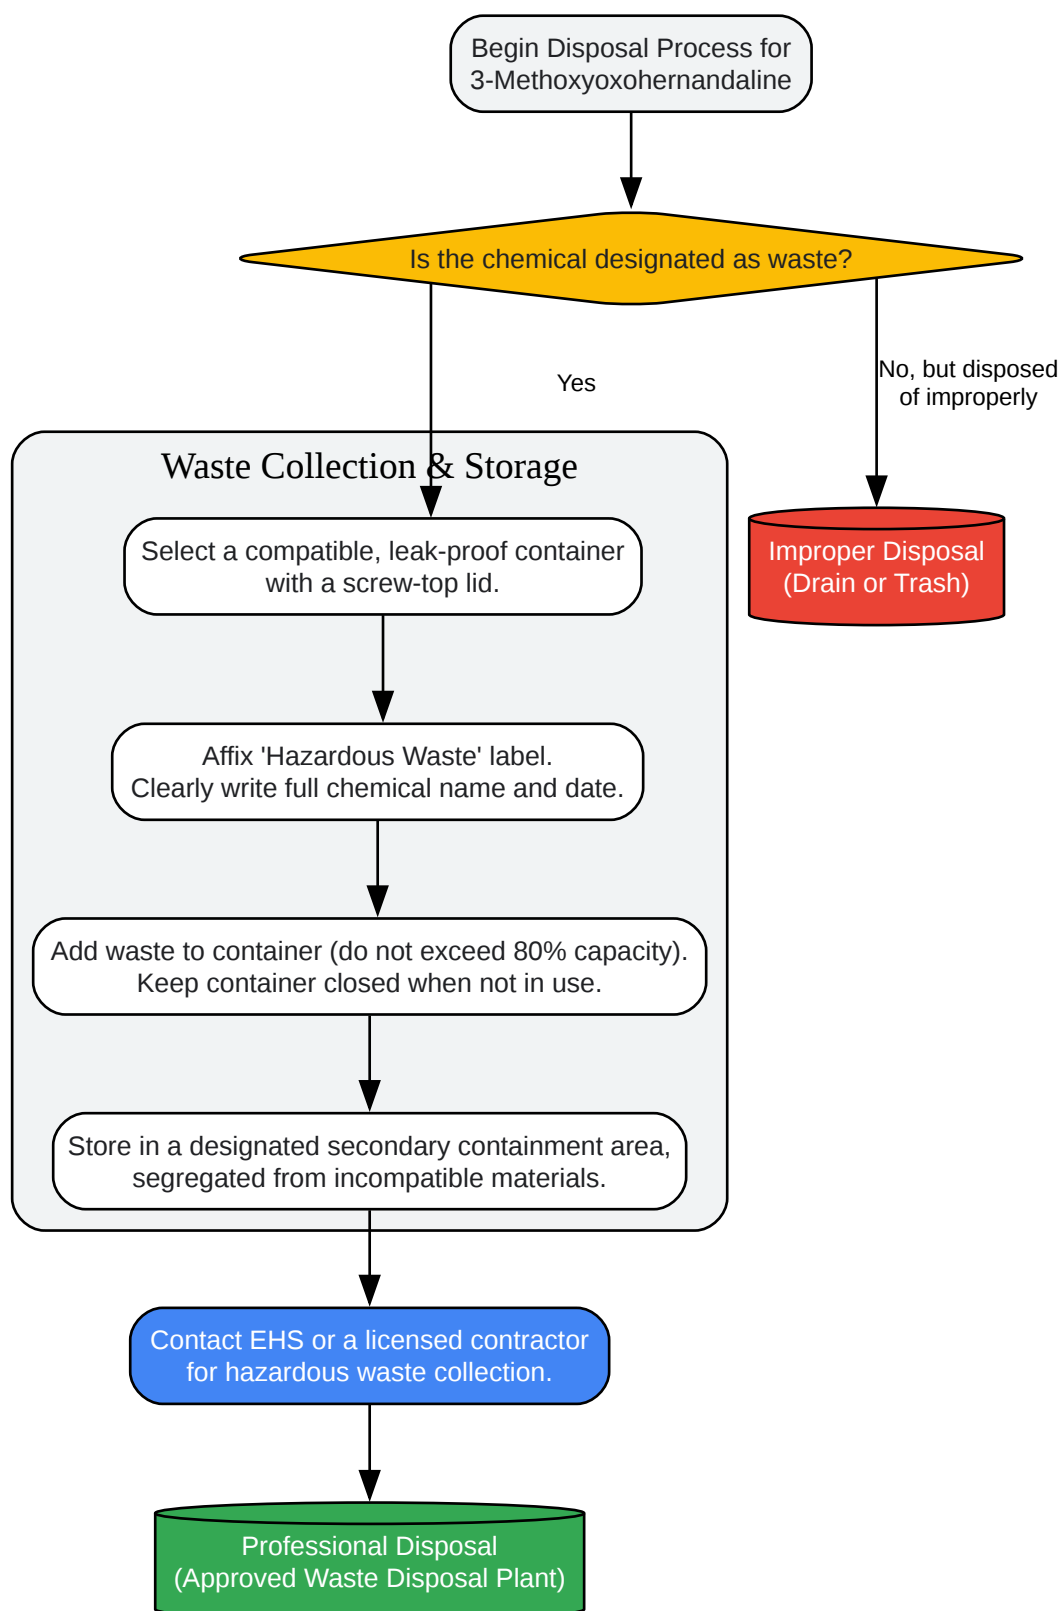 Begin Disposal Process for
3-Methoxyoxohernandaline
Is the chemical designated as waste?
Yes
No, but disposed
of improperly
Waste Collection & Storage
Select a compatible, leak-proof container
with a screw-top lid.
Improper Disposal
(Drain or Trash)
Affix 'Hazardous Waste' label.
Clearly write full chemical name and date.
Add waste to container (do not exceed 80% capacity).
Keep container closed when not in use.
Store in a designated secondary containment area,
segregated from incompatible materials.
Contact EHS or a licensed contractor
for hazardous waste collection.
Professional Disposal
(Approved Waste Disposal Plant)